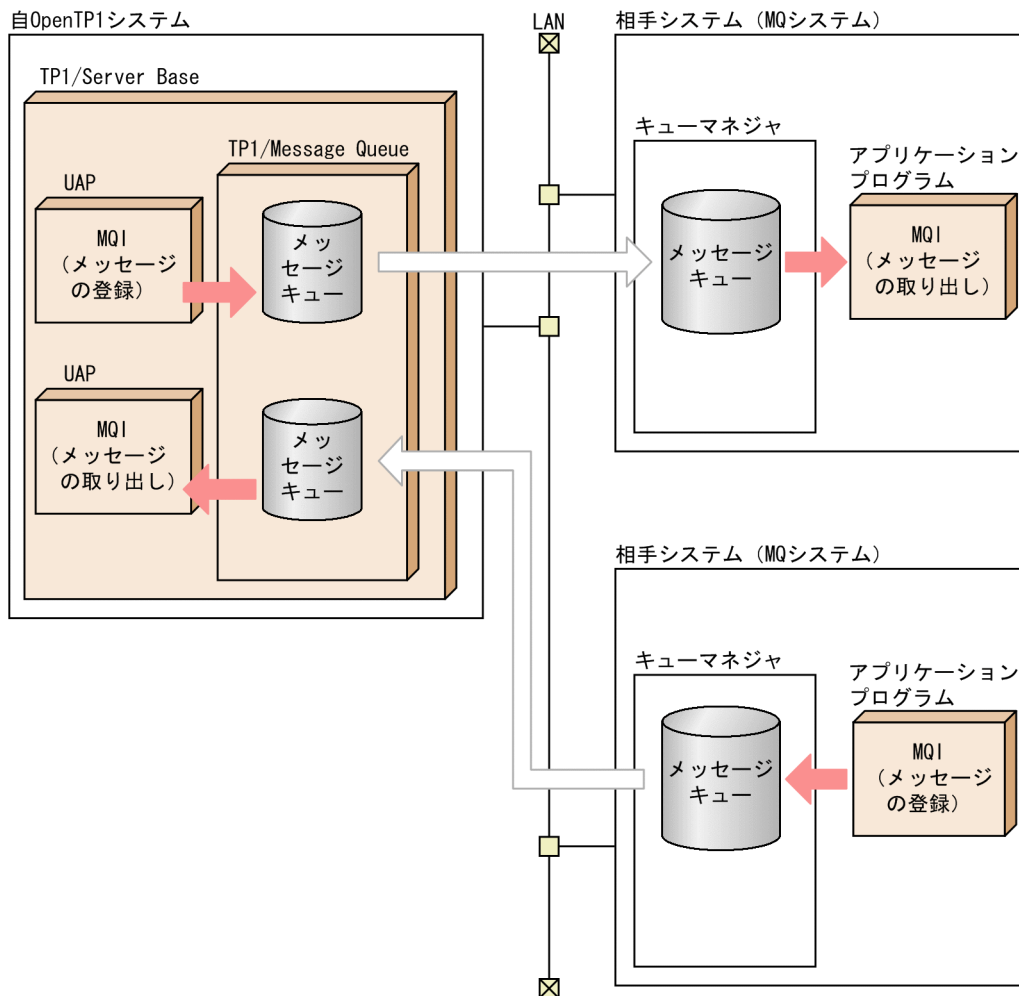 自OpenTP1システム
TP1/Server Base
TP1/Message Queue
UAP
MQI
（メッセージ
の登録）
メッ
セージ
キュー
UAP
MQI
（メッセージ
の取り出し）
メッ
セージ
キュー
LAN
相手システム（MQシステム）
キューマネジャ
メッセージ
キュー
アプリケーション
プログラム
MQI
（メッセージ
の取り出し）
相手システム（MQシステム）
キューマネジャ
メッセージ
キュー
アプリケーション
プログラム
MQI
（メッセージ
の登録）